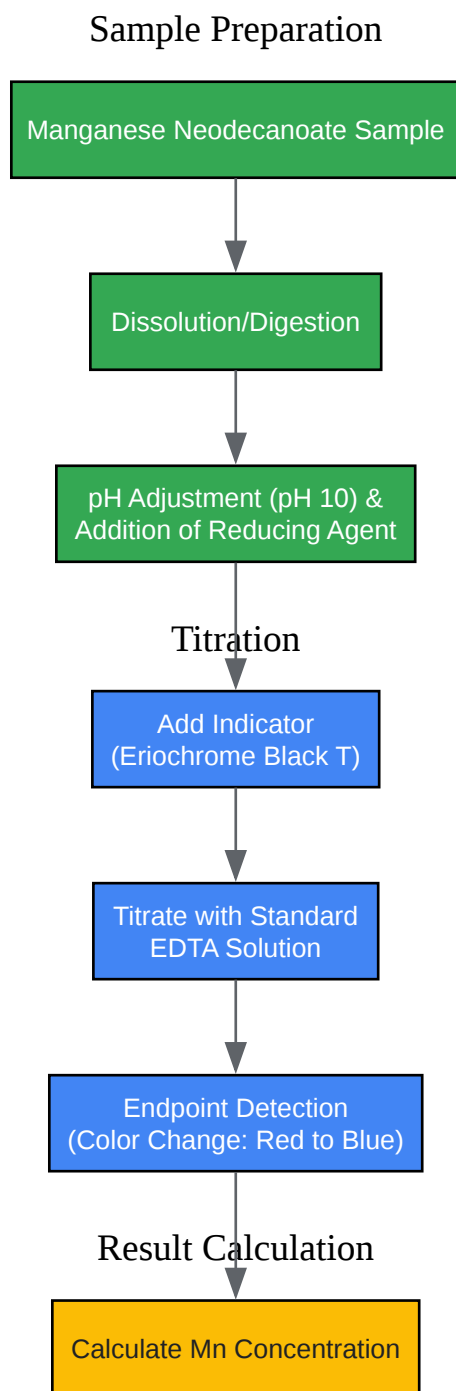 Sample Preparation
Manganese Neodecanoate Sample
Dissolution/Digestion
pH Adjustment (pH 10) &
Addition of Reducing Agent
Titration
Add Indicator
(Eriochrome Black T)
Titrate with Standard
EDTA Solution
Endpoint Detection
(Color Change: Red to Blue)
Result Calculation
Calculate Mn Concentration